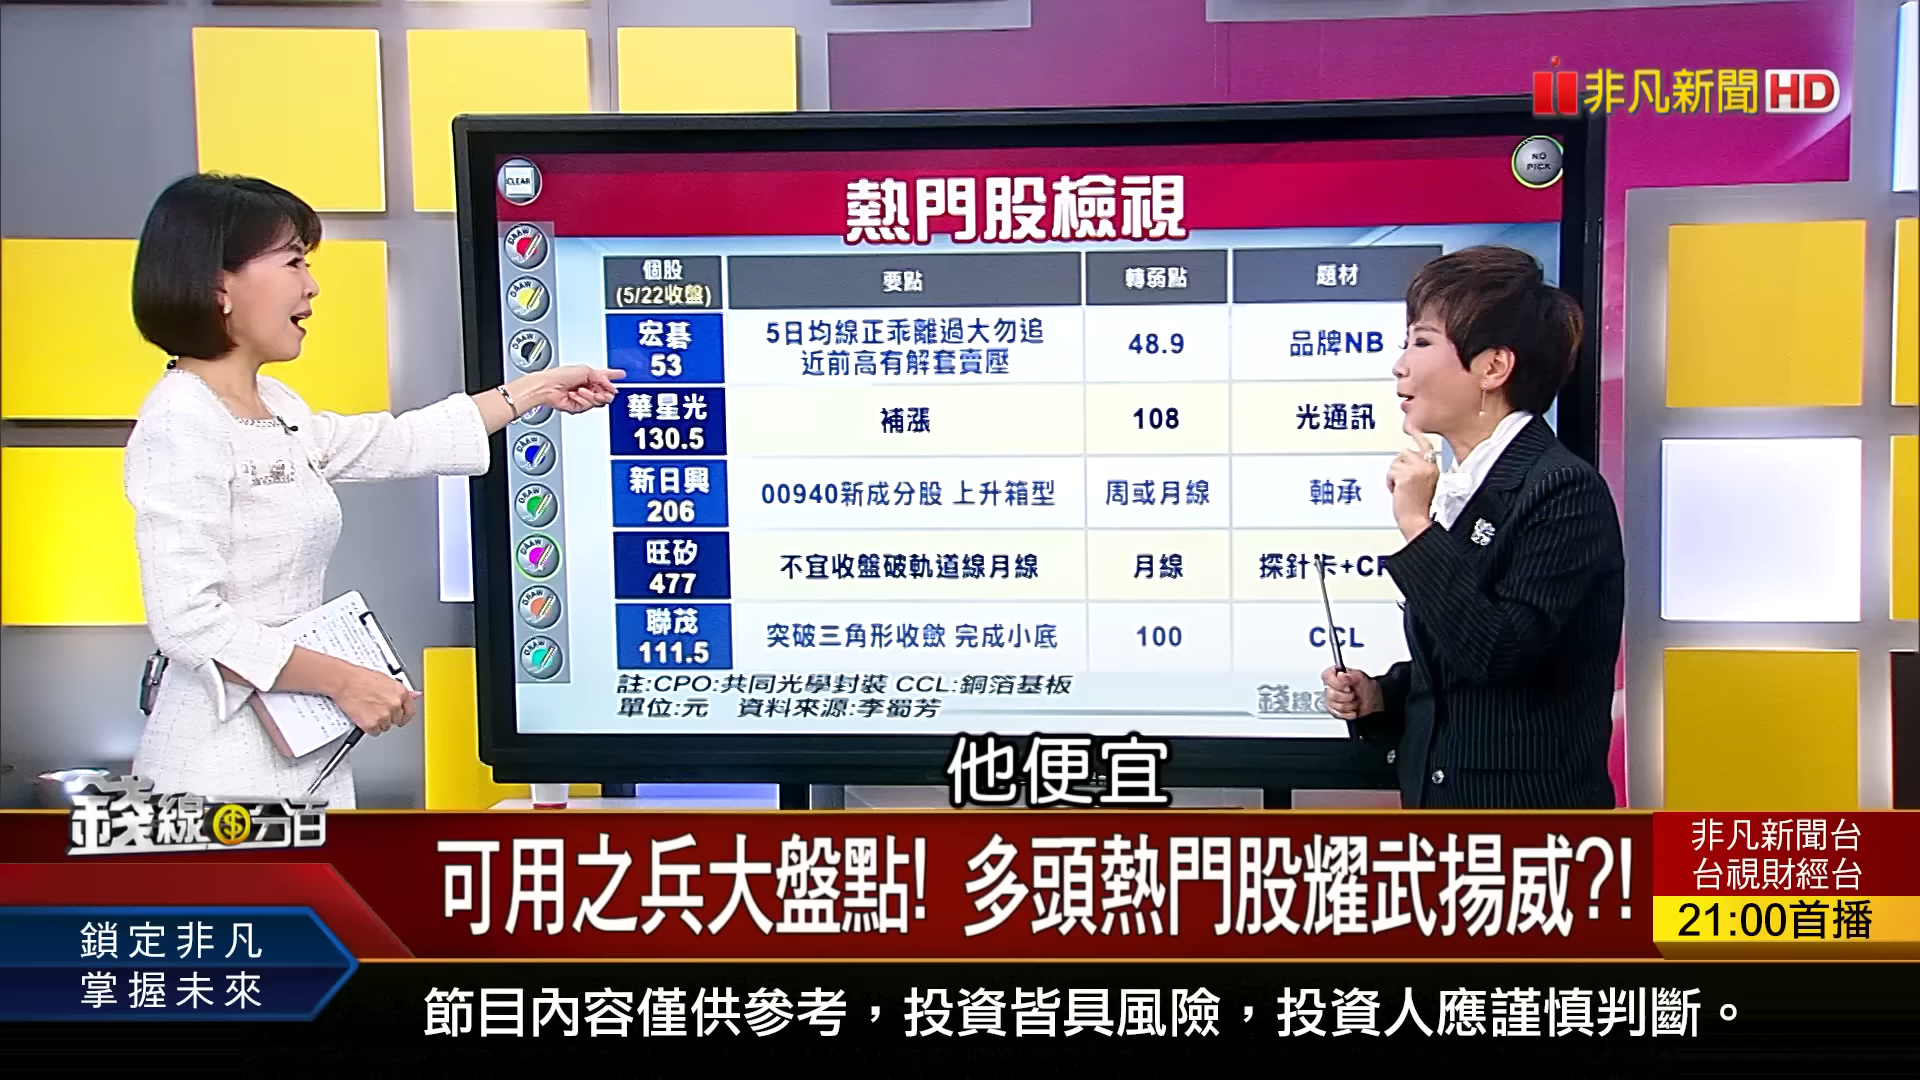 非凡新聞HD
CLEAR
NO PICK
熱門股檢視
個股 (5/22收盤) 要點 轉弱點 題材
宏碁 53 5日均線正乖離過大勿追 近前高有解套賣壓 48.9 品牌NB
華星光 130.5 補漲 108 光通訊
新日興 206 00940新成分股 上升箱型 周或月線 軸承
旺矽 477 不宜收盤破軌道線月線 月線 探針卡+CP
聯茂 111.5 突破三角形收斂 完成小底 100 CCL
註:CPO:共同光學封裝 CCL:銅箔基板
單位:元 資料來源:李蜀芳
錢線
他便宜
錢線百分百
可用之兵大盤點! 多頭熱門股耀武揚威?!
非凡新聞台
台視財經台
21:00首播
鎖定非凡
掌握未來
節目內容僅供參考，投資皆具風險，投資人應謹慎判斷。